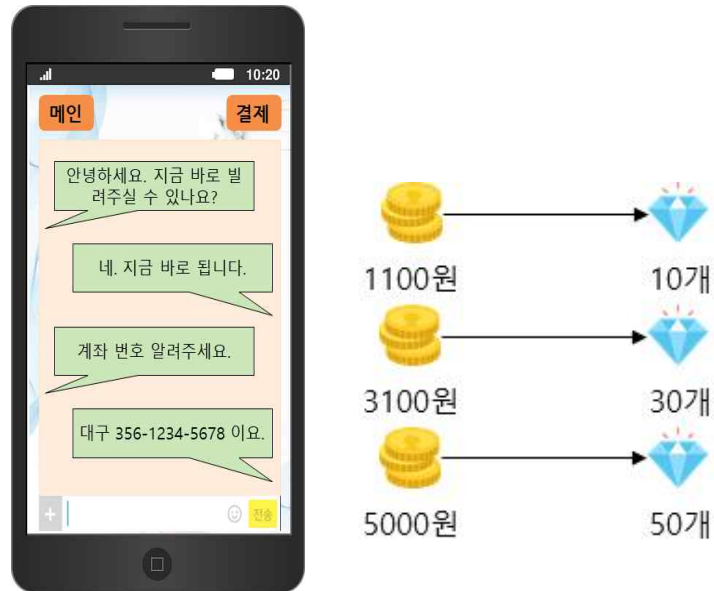 10:20
메인
결제
안녕하세요. 지금 바로 빌
려주실 수 있나요?
네. 지금 바로 됩니다.
계좌 번호 알려주세요.
대구 356-1234-5678 이요.
+
전송
1100원
10개
3100원
30개
5000원
50개